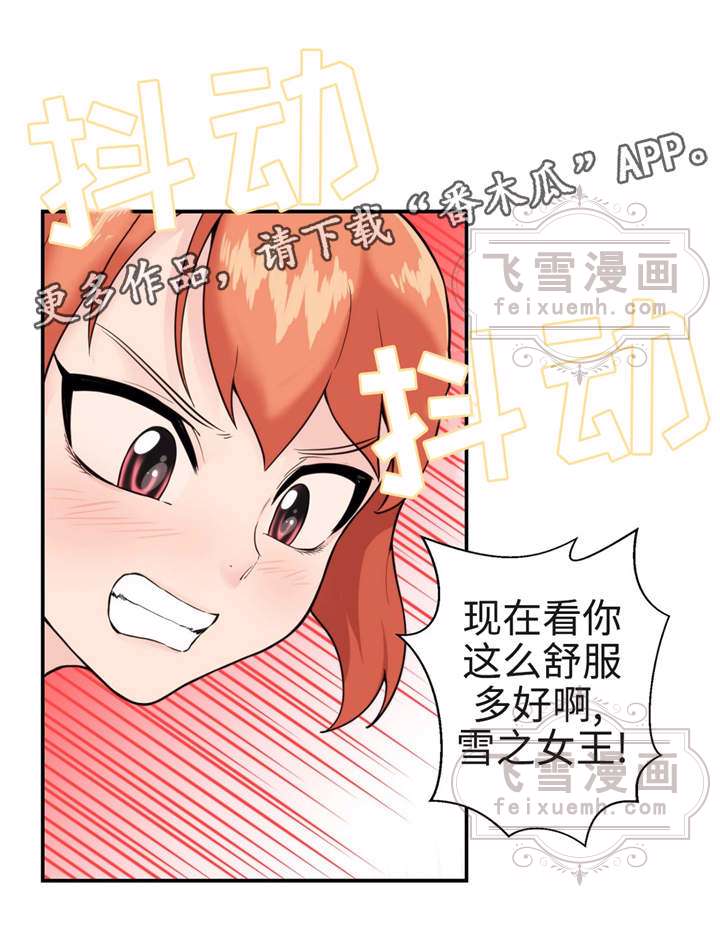 抖动
更多作品，请下载“番木瓜”APP。
飞雪漫画
feixuemh.com
抖动
现在看你
这么舒服
多好啊,
雪之女王!
飞雪漫画
feixuemh.com